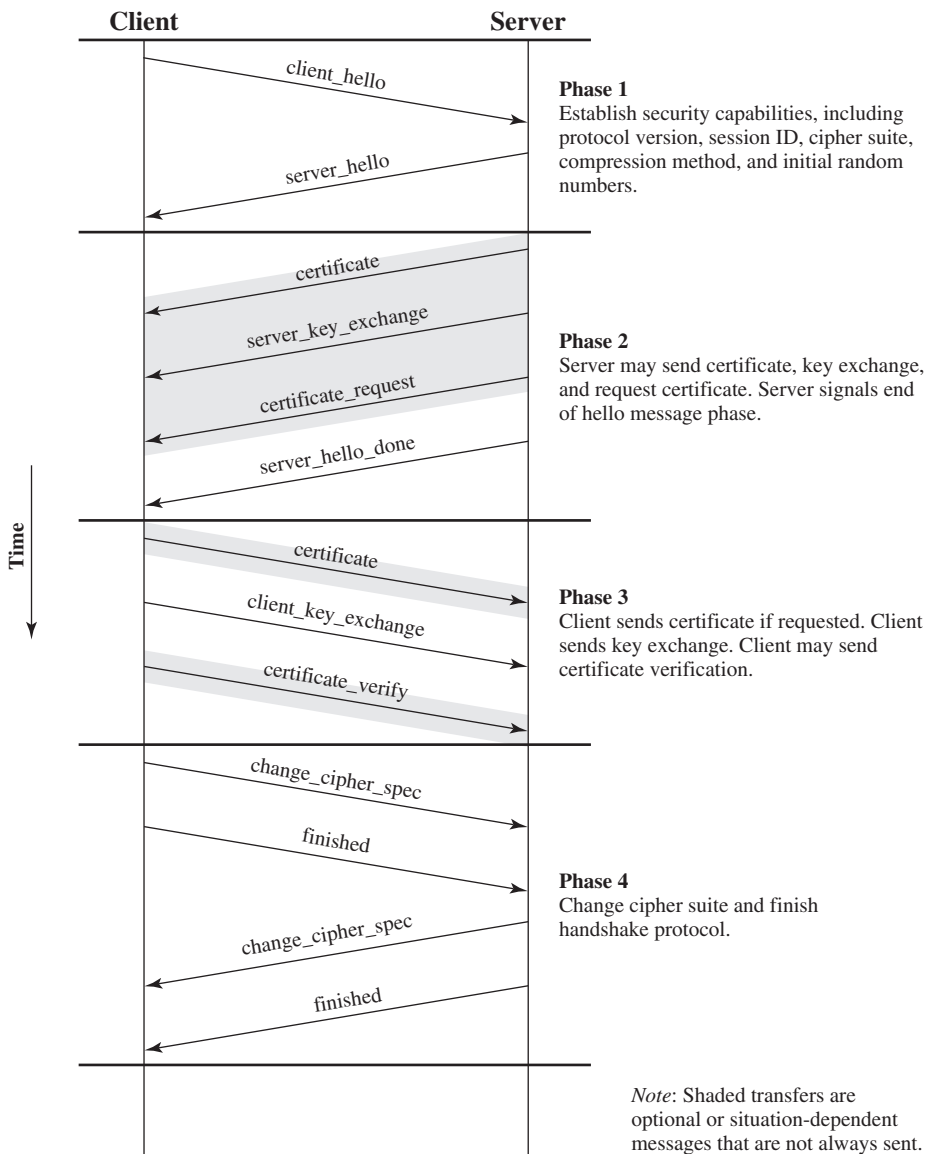 Client
Server
client_hello
server_hello
Phase 1
Establish security capabilities, including
protocol version, session ID, cipher suite,
compression method, and initial random
numbers.
certificate
server_key_exchange
certificate_request
server_hello_done
Phase 2
Server may send certificate, key exchange,
and request certificate. Server signals end
of hello message phase.
Time
certificate
client_key_exchange
certificate_verify
Phase 3
Client sends certificate if requested. Client
sends key exchange. Client may send
certificate verification.
change_cipher_spec
finished
change_cipher_spec
finished
Phase 4
Change cipher suite and finish
handshake protocol.
Note: Shaded transfers are
optional or situation-dependent
messages that are not always sent.